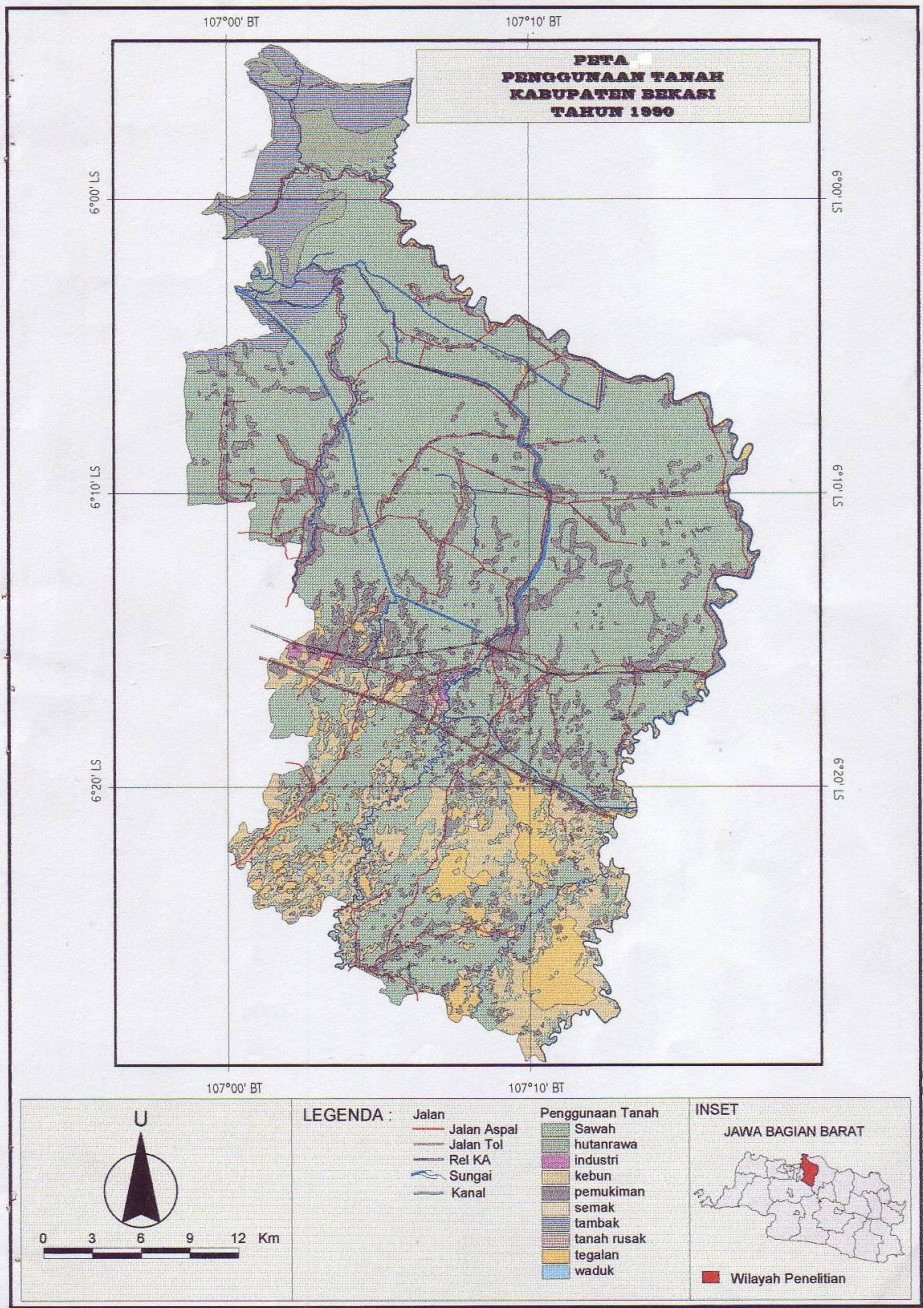 107°00' BT
107°10' BT
PETA
PENGGUNAAN TANAH
KABUPATEN BEKASI
TAHUN 1990
6°00' LS
6°00' LS
6°10' LS
6°10' LS
6°20' LS
6°20' LS
107°00' BT
107°10' BT
U
0 3 6 9 12 Km
LEGENDA :
Jalan
Jalan Aspal
Jalan Tol
Rel KA
Sungai
Kanal
Penggunaan Tanah
Sawah
hutanrawa
industri
kebun
pemukiman
semak
tambak
tanah rusak
tegalan
waduk
INSET
JAWA BAGIAN BARAT
Wilayah Penelitian